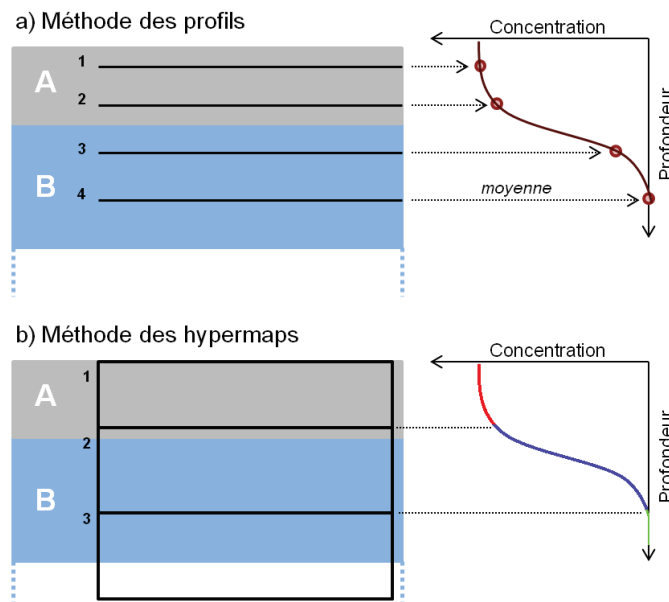 a) Méthode des profils
Concentration
A
1
2
3
B
4
moyenne
Profondeur
b) Méthode des hypermaps
Concentration
1
A
2
B
3
Profondeur